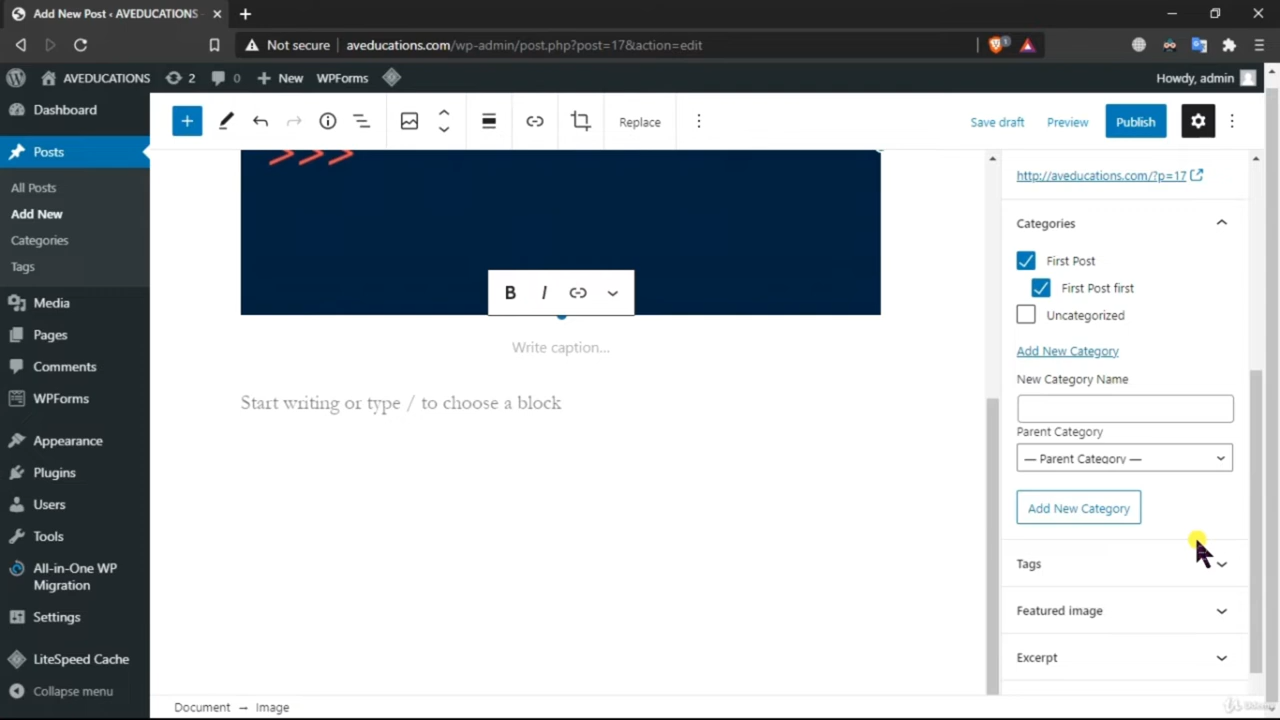 Add New Post ‹ AVEDUCATIONS
Not secure
aveducations.com/wp-admin/post.php?post=17&action=edit
1
AVEDUCATIONS
2
0
New
WPForms
Howdy, admin
Dashboard
Posts
All Posts
Add New
Categories
Tags
Media
Pages
Comments
WPForms
Appearance
Plugins
Users
Tools
All-in-One WP
Migration
Settings
LiteSpeed Cache
Collapse menu
Replace
Save draft
Preview
Publish
>>>
B
I
Write caption...
Start writing or type / to choose a block
http://aveducations.com/?p=17
Categories
First Post
First Post first
Uncategorized
Add New Category
New Category Name
Parent Category
— Parent Category —
Add New Category
Tags
Featured image
Excerpt
Document → Image